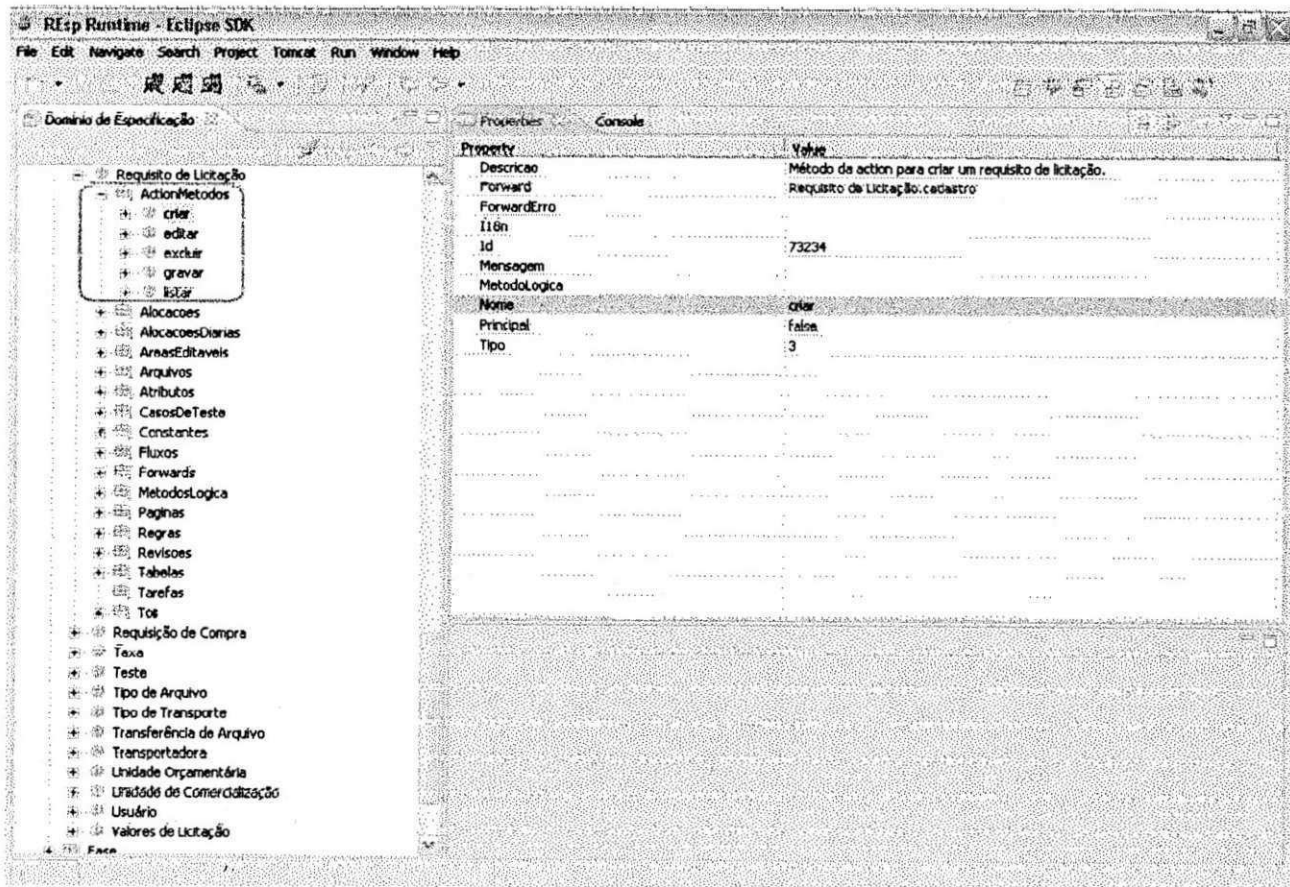 REsp Runtime - Eclipse SDK
File Edit Navigate Search Project Tomcat Run Window Help
Dominio de Especificação
Requisito de Licitação
ActionMetodos
criar
editar
excluir
gravar
listar
Alocacoes
AlocacoesDiarias
AreasEditaveis
Arquivos
Atributos
CasosDeTeste
Constantes
Fluxos
Forwards
MetodosLogica
Paginas
Regras
Revisoes
Tabelas
Tarefas
Tos
Requisição de Compra
Taxa
Teste
Tipo de Arquivo
Tipo de Transporte
Transferência de Arquivo
Transportadora
Unidade Orçamentária
Unidade de Comercialização
Usuário
Valores de Licitação
Fase
Properties Console
Property Value
Descricao Método da action para criar um requisito de licitação.
Forward Requisito de Licitação.cadastro
ForwardErro
I18n
Id 73234
Mensagem
MetodoLogica
Nome criar
Principal false
Tipo 3